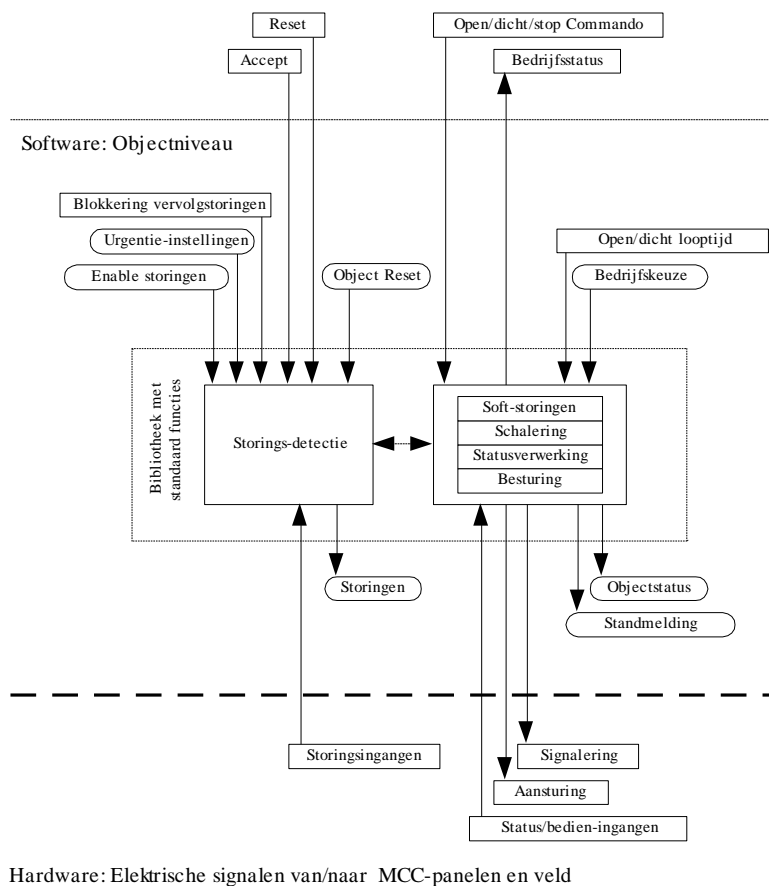 Reset
Open/dicht/stop Commando
Accept
Bedrijfsstatus
Software: Objectniveau
Blokkering vervolgstoringen
Urgentie-instellingen
Open/dicht looptijd
Enable storingen
Object Reset
Bedrijfskeuze
Bibliotheek met
standaard functies
Storings-detectie
Soft-storingen
Schalering
Statusverwerking
Besturing
Storingen
Objectstatus
Standmelding
Storingsingangen
Signalering
Aansturing
Status/bedien-ingangen
Hardware: Elektrische signalen van/naar MCC-panelen en veld